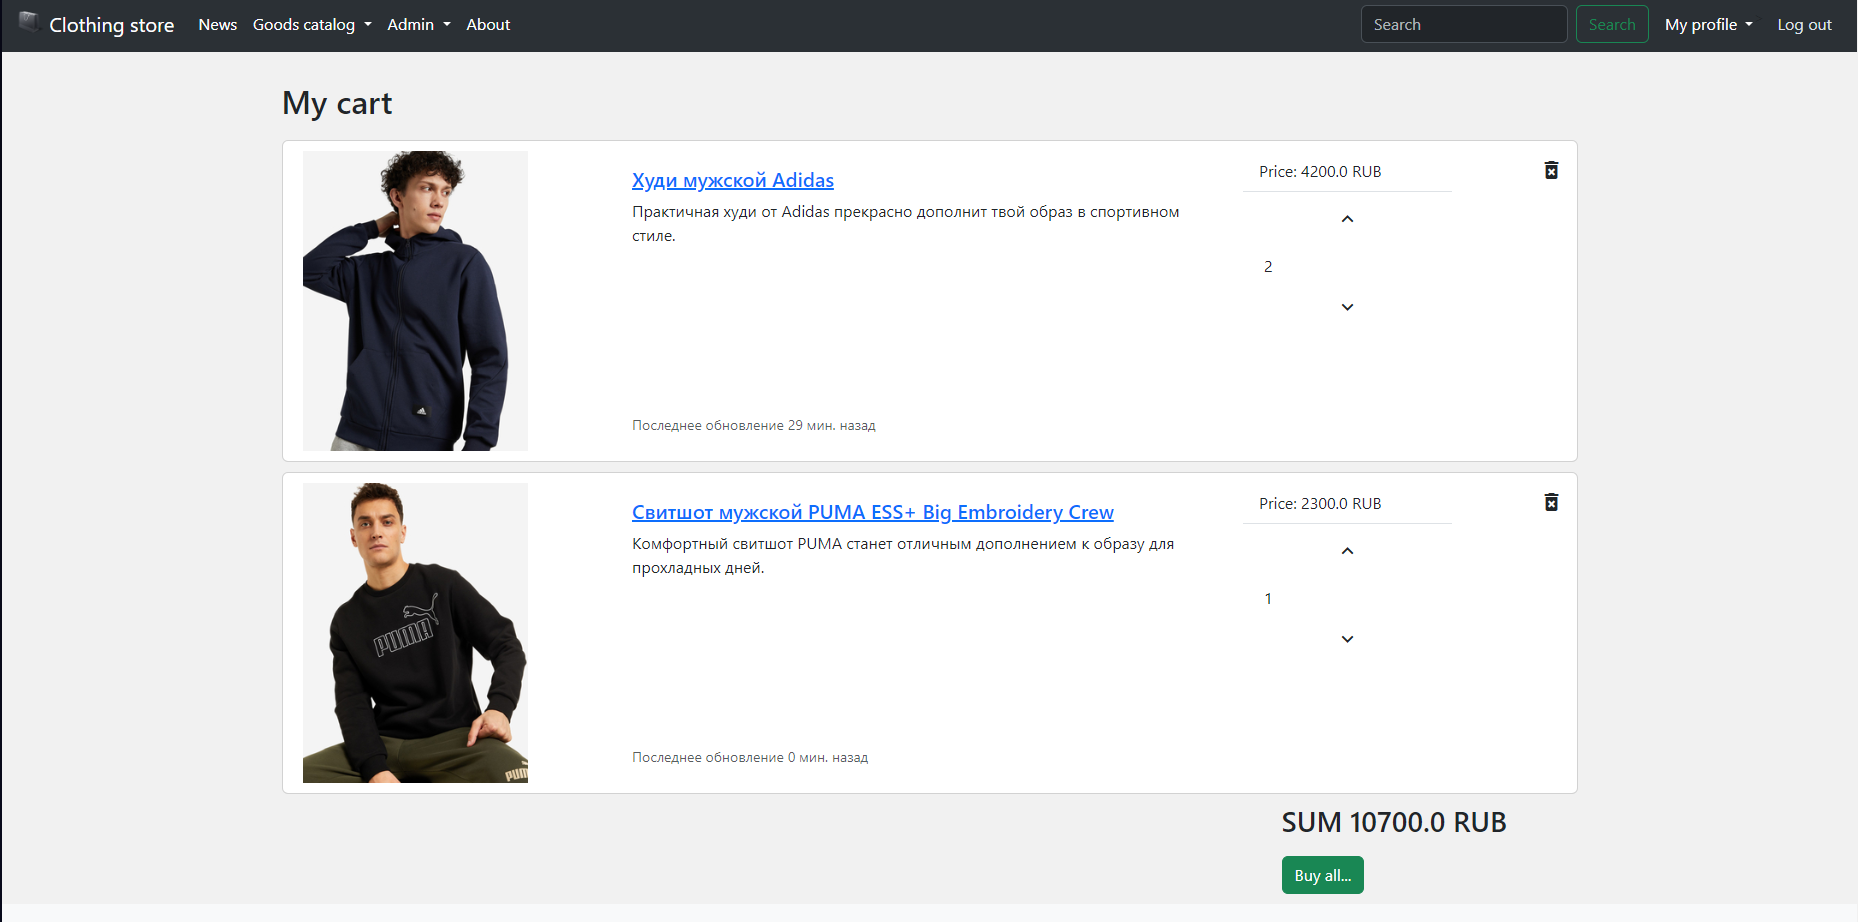 Clothing store News Goods catalog Admin About Search Search My profile Log out
My cart
Худи мужской Adidas
Практичная худи от Adidas прекрасно дополнит твой образ в спортивном
стиле.
Последнее обновление 29 мин. назад
Price: 4200.0 RUB
2
PUMA
PUM
Свитшот мужской PUMA ESS+ Big Embroidery Crew
Комфортный свитшот PUMA станет отличным дополнением к образу для
прохладных дней.
Последнее обновление 0 мин. назад
Price: 2300.0 RUB
1
SUM 10700.0 RUB
Buy all...